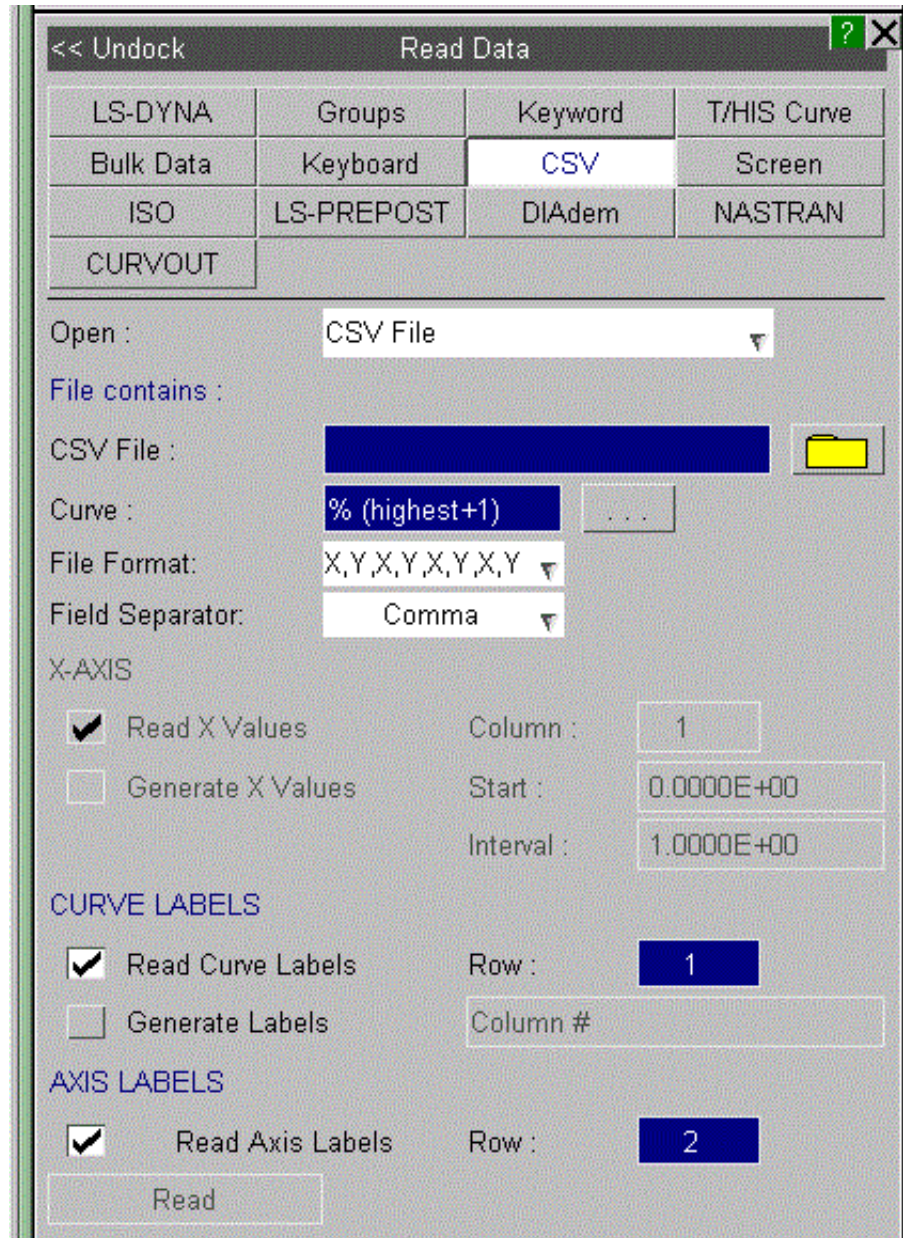 << Undock Read Data ? X
LS-DYNA Groups Keyword T/HIS Curve
Bulk Data Keyboard CSV Screen
ISO LS-PREPOST DIAdem NASTRAN
CURVOUT
Open : CSV File
File contains :
CSV File :
Curve : % (highest+1) . . .
File Format: X,Y,X,Y,X,Y,X,Y
Field Separator: Comma
X-AXIS
Read X Values Column : 1
Generate X Values Start : 0.0000E+00
Interval : 1.0000E+00
CURVE LABELS
Read Curve Labels Row : 1
Generate Labels Column #
AXIS LABELS
Read Axis Labels Row : 2
Read